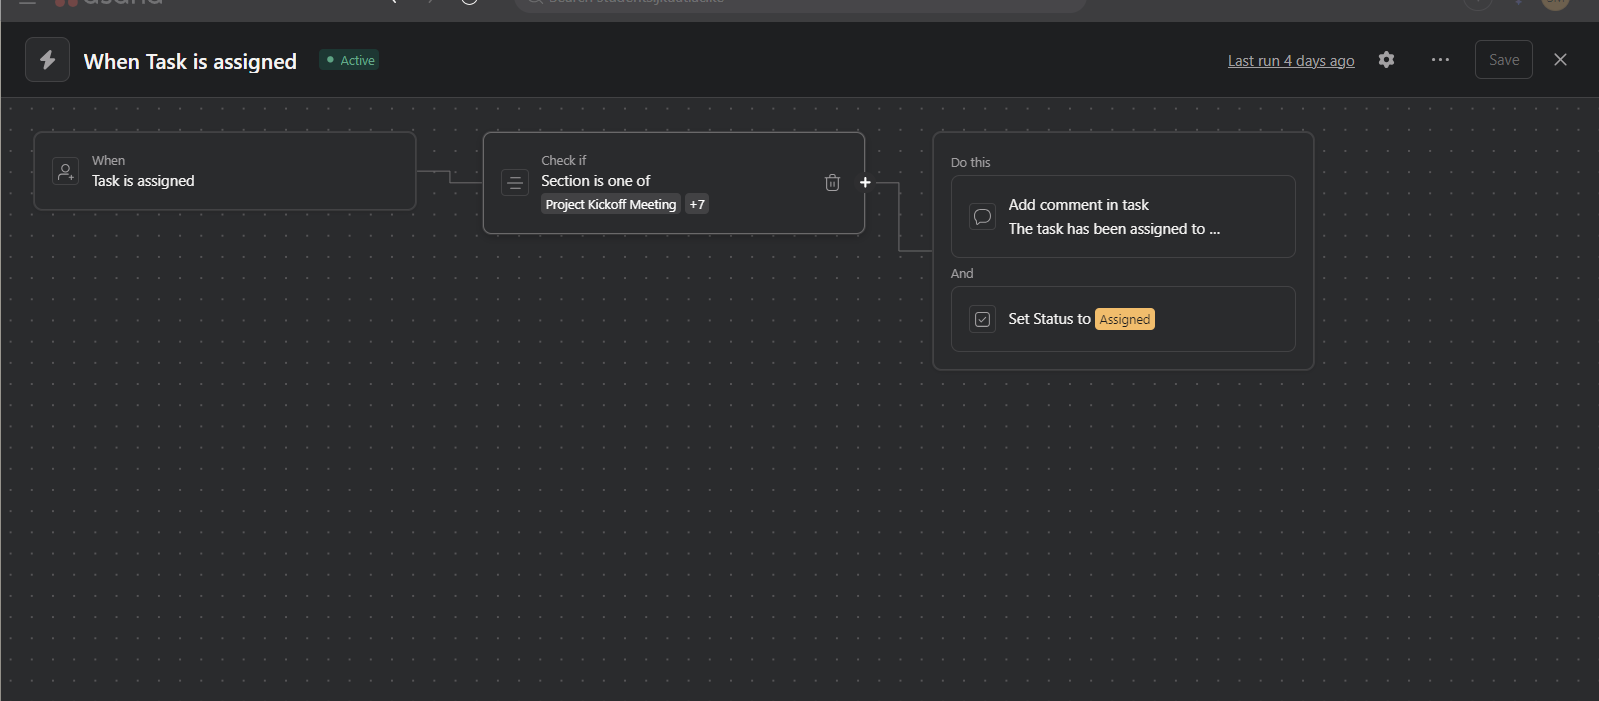 When Task is assigned
Active
Last run 4 days ago
Save
When
Task is assigned
Check if
Section is one of
Project Kickoff Meeting +7
Do this
Add comment in task
The task has been assigned to ...
And
Set Status to Assigned